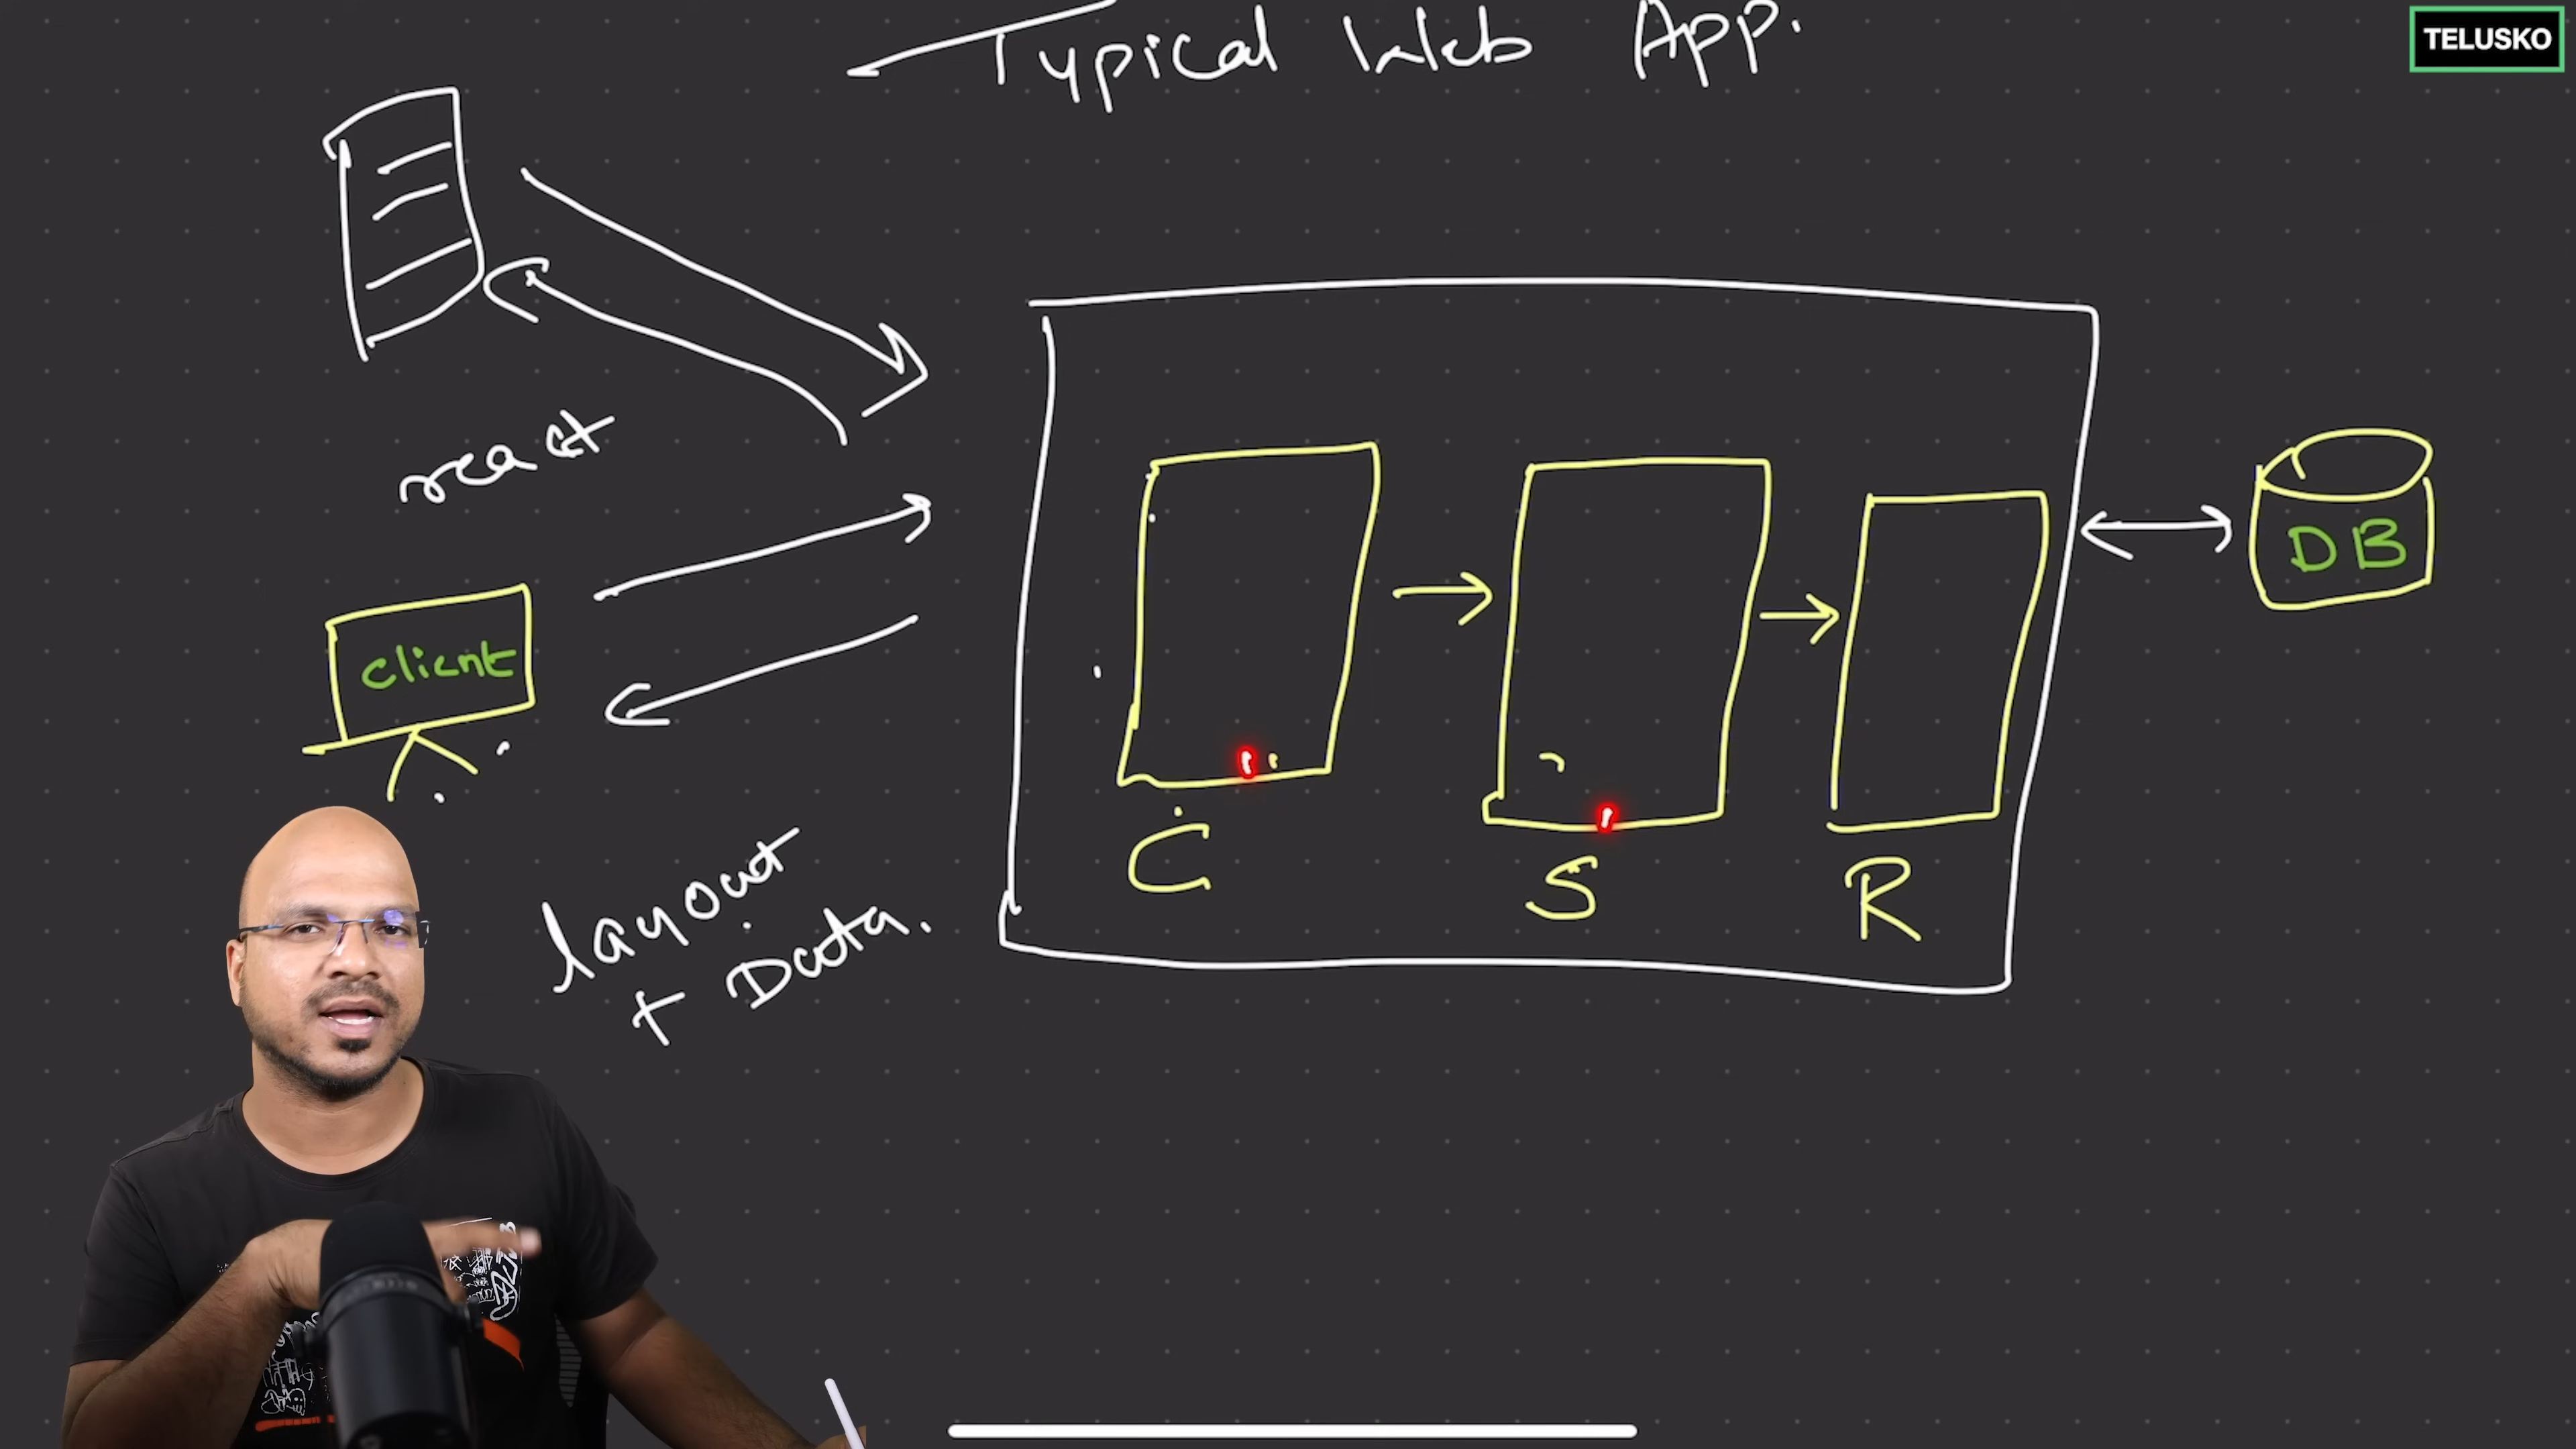 Typical Web App.
TELUSKO
react
client
DB
C
S
R
layout
+ Data.